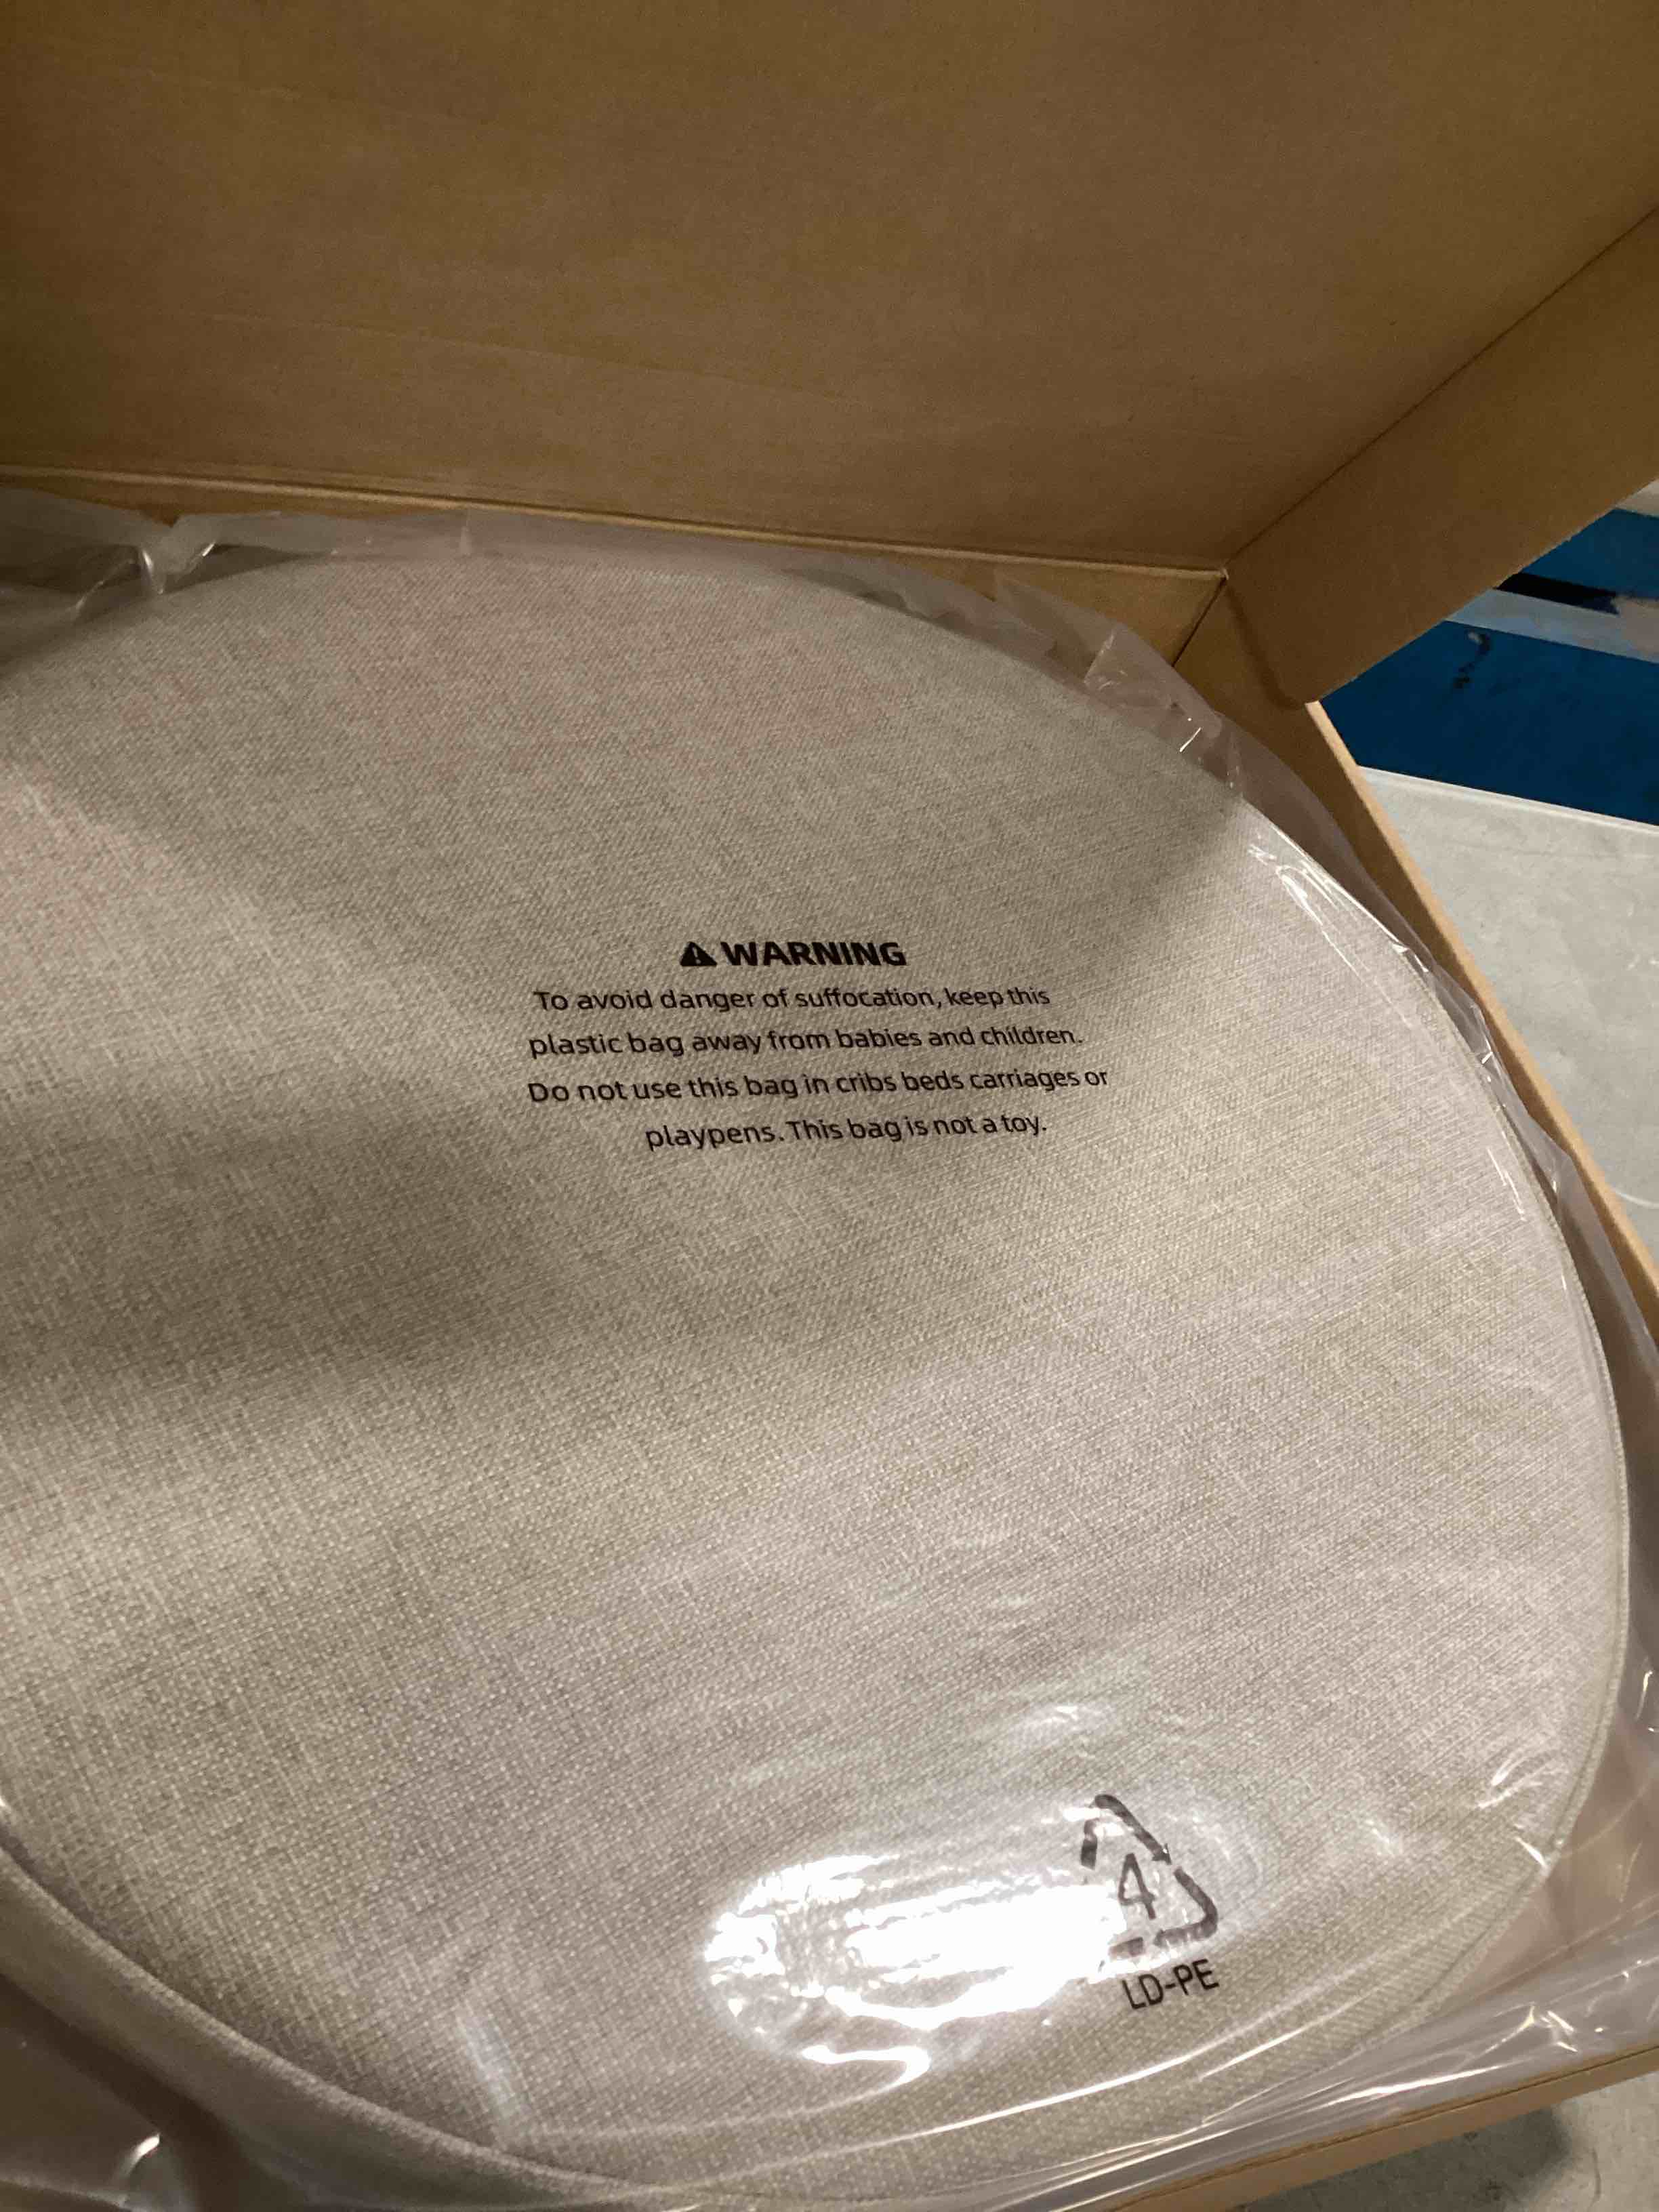 WARNING
To avoid danger of suffocation, keep this
plastic bag away from babies and children.
Do not use this bag in cribs beds carriages or
playpens. This bag is not a toy.
4
LD-PE